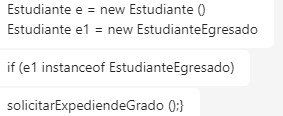 Estudiante e = new Estudiante ()
Estudiante e1 = new EstudianteEgresado
if (e1 instanceof EstudianteEgresado)
solicitarExpediendeGrado ();}